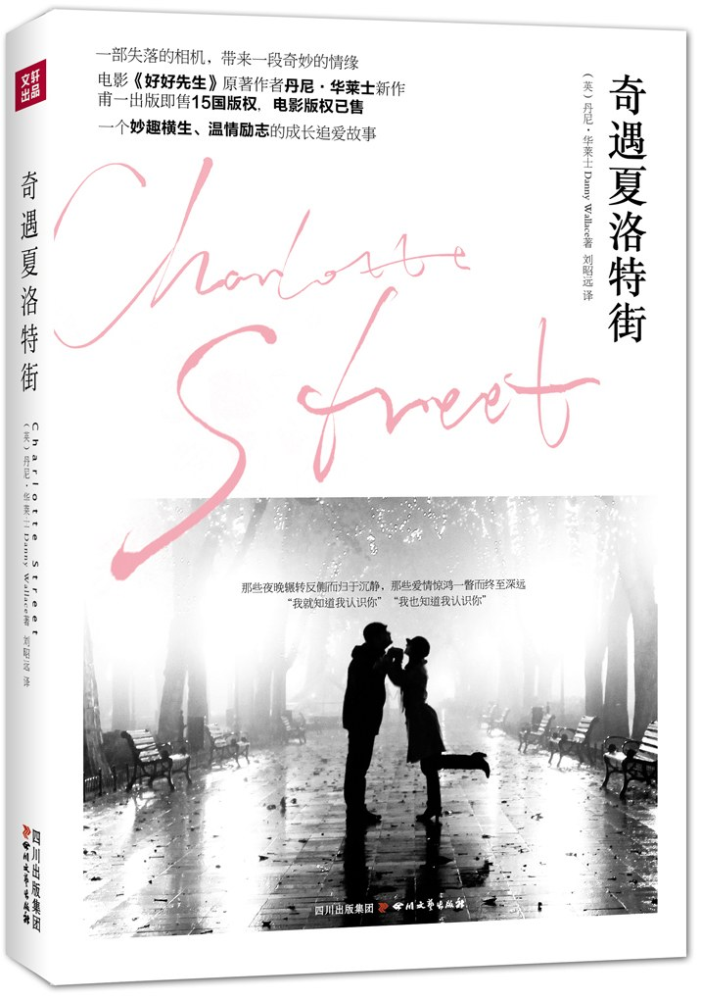 一部失落的相机，带来一段奇妙的情缘
电影《好好先生》原著作者丹尼·华莱士新作
甫一出版即售15国版权，电影版权已售
一个妙趣横生、温情励志的成长追爱故事
奇遇夏洛特街
（英）丹尼·华莱士 Danny Wallace著 刘昭远 译
Charlotte
Street
那些夜晚辗转反侧而归于沉静，那些爱情惊鸿一瞥而终至深远
“我就知道我认识你” “我也知道我认识你”
四川出版集团 四川文艺出版社
文轩
出品
奇遇夏洛特街
Charlotte Street
（英）丹尼·华莱士 Danny Wallace著 刘昭远 译
四川出版集团
四川文艺出版社